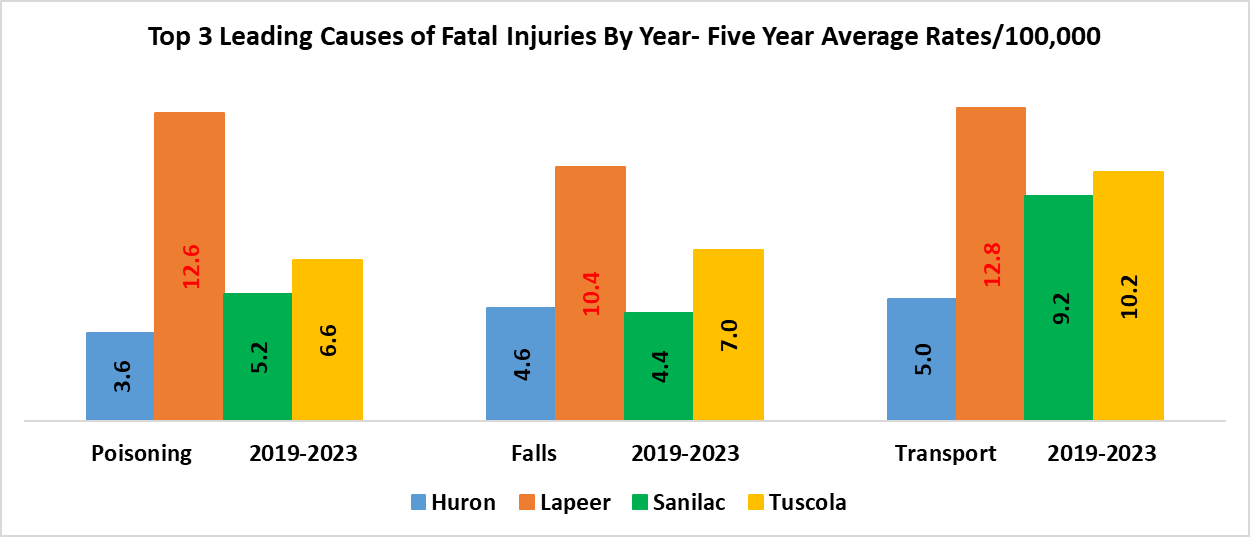 Top 3 Leading Causes of Fatal Injuries By Year- Five Year Average Rates/100,000
3.6
12.6
5.2
6.6
4.6
10.4
4.4
7.0
5.0
12.8
9.2
10.2
Poisoning 2019-2023
Falls 2019-2023
Transport 2019-2023
Huron Lapeer Sanilac Tuscola